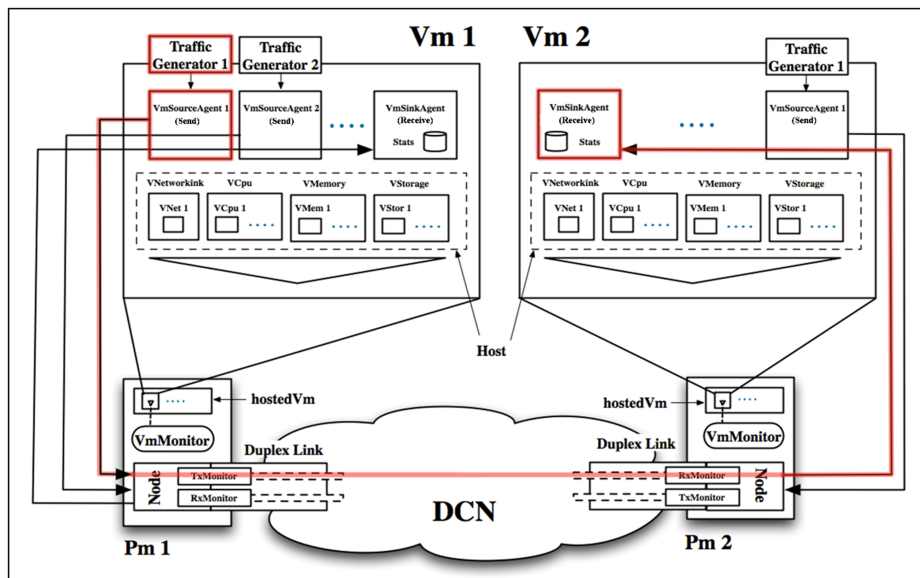 Vm 1
Vm 2
Traffic
Generator 1
Traffic
Generator 2
Traffic
Generator 1
VmSourceAgent 1
(Send)
VmSourceAgent 2
(Send)
VmSinkAgent
(Receive)
Stats
VmSinkAgent
(Receive)
Stats
VmSourceAgent 1
(Send)
VNetworkink
VCpu
VMemory
VStorage
VNet 1
VCpu 1
VMem 1
VStor 1
VNetworkink
VCpu
VMemory
VStorage
VNet 1
VCpu 1
VMem 1
VStor 1
Host
hostedVm
hostedVm
VmMonitor
VmMonitor
Duplex Link
Duplex Link
Node
TxMonitor
RxMonitor
RxMonitor
TxMonitor
Node
DCN
Pm 1
Pm 2